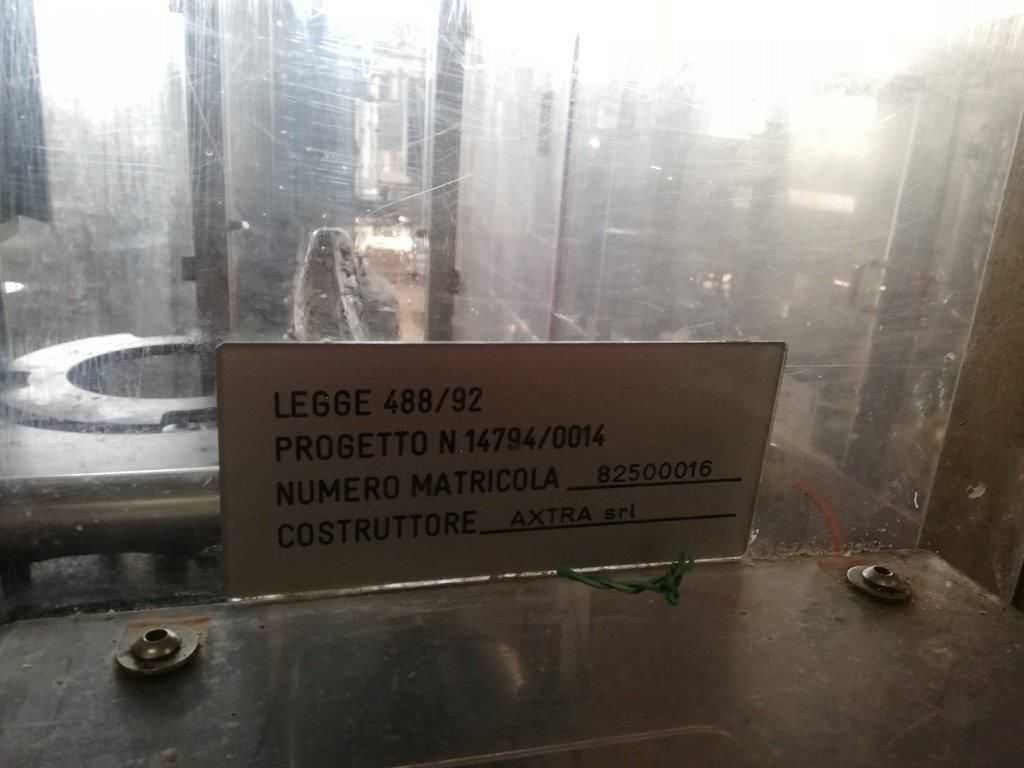 LEGGE 488/92
PROGETTO N.14794/0014
NUMERO MATRICOLA 82500016
COSTRUTTORE AXTRA srl